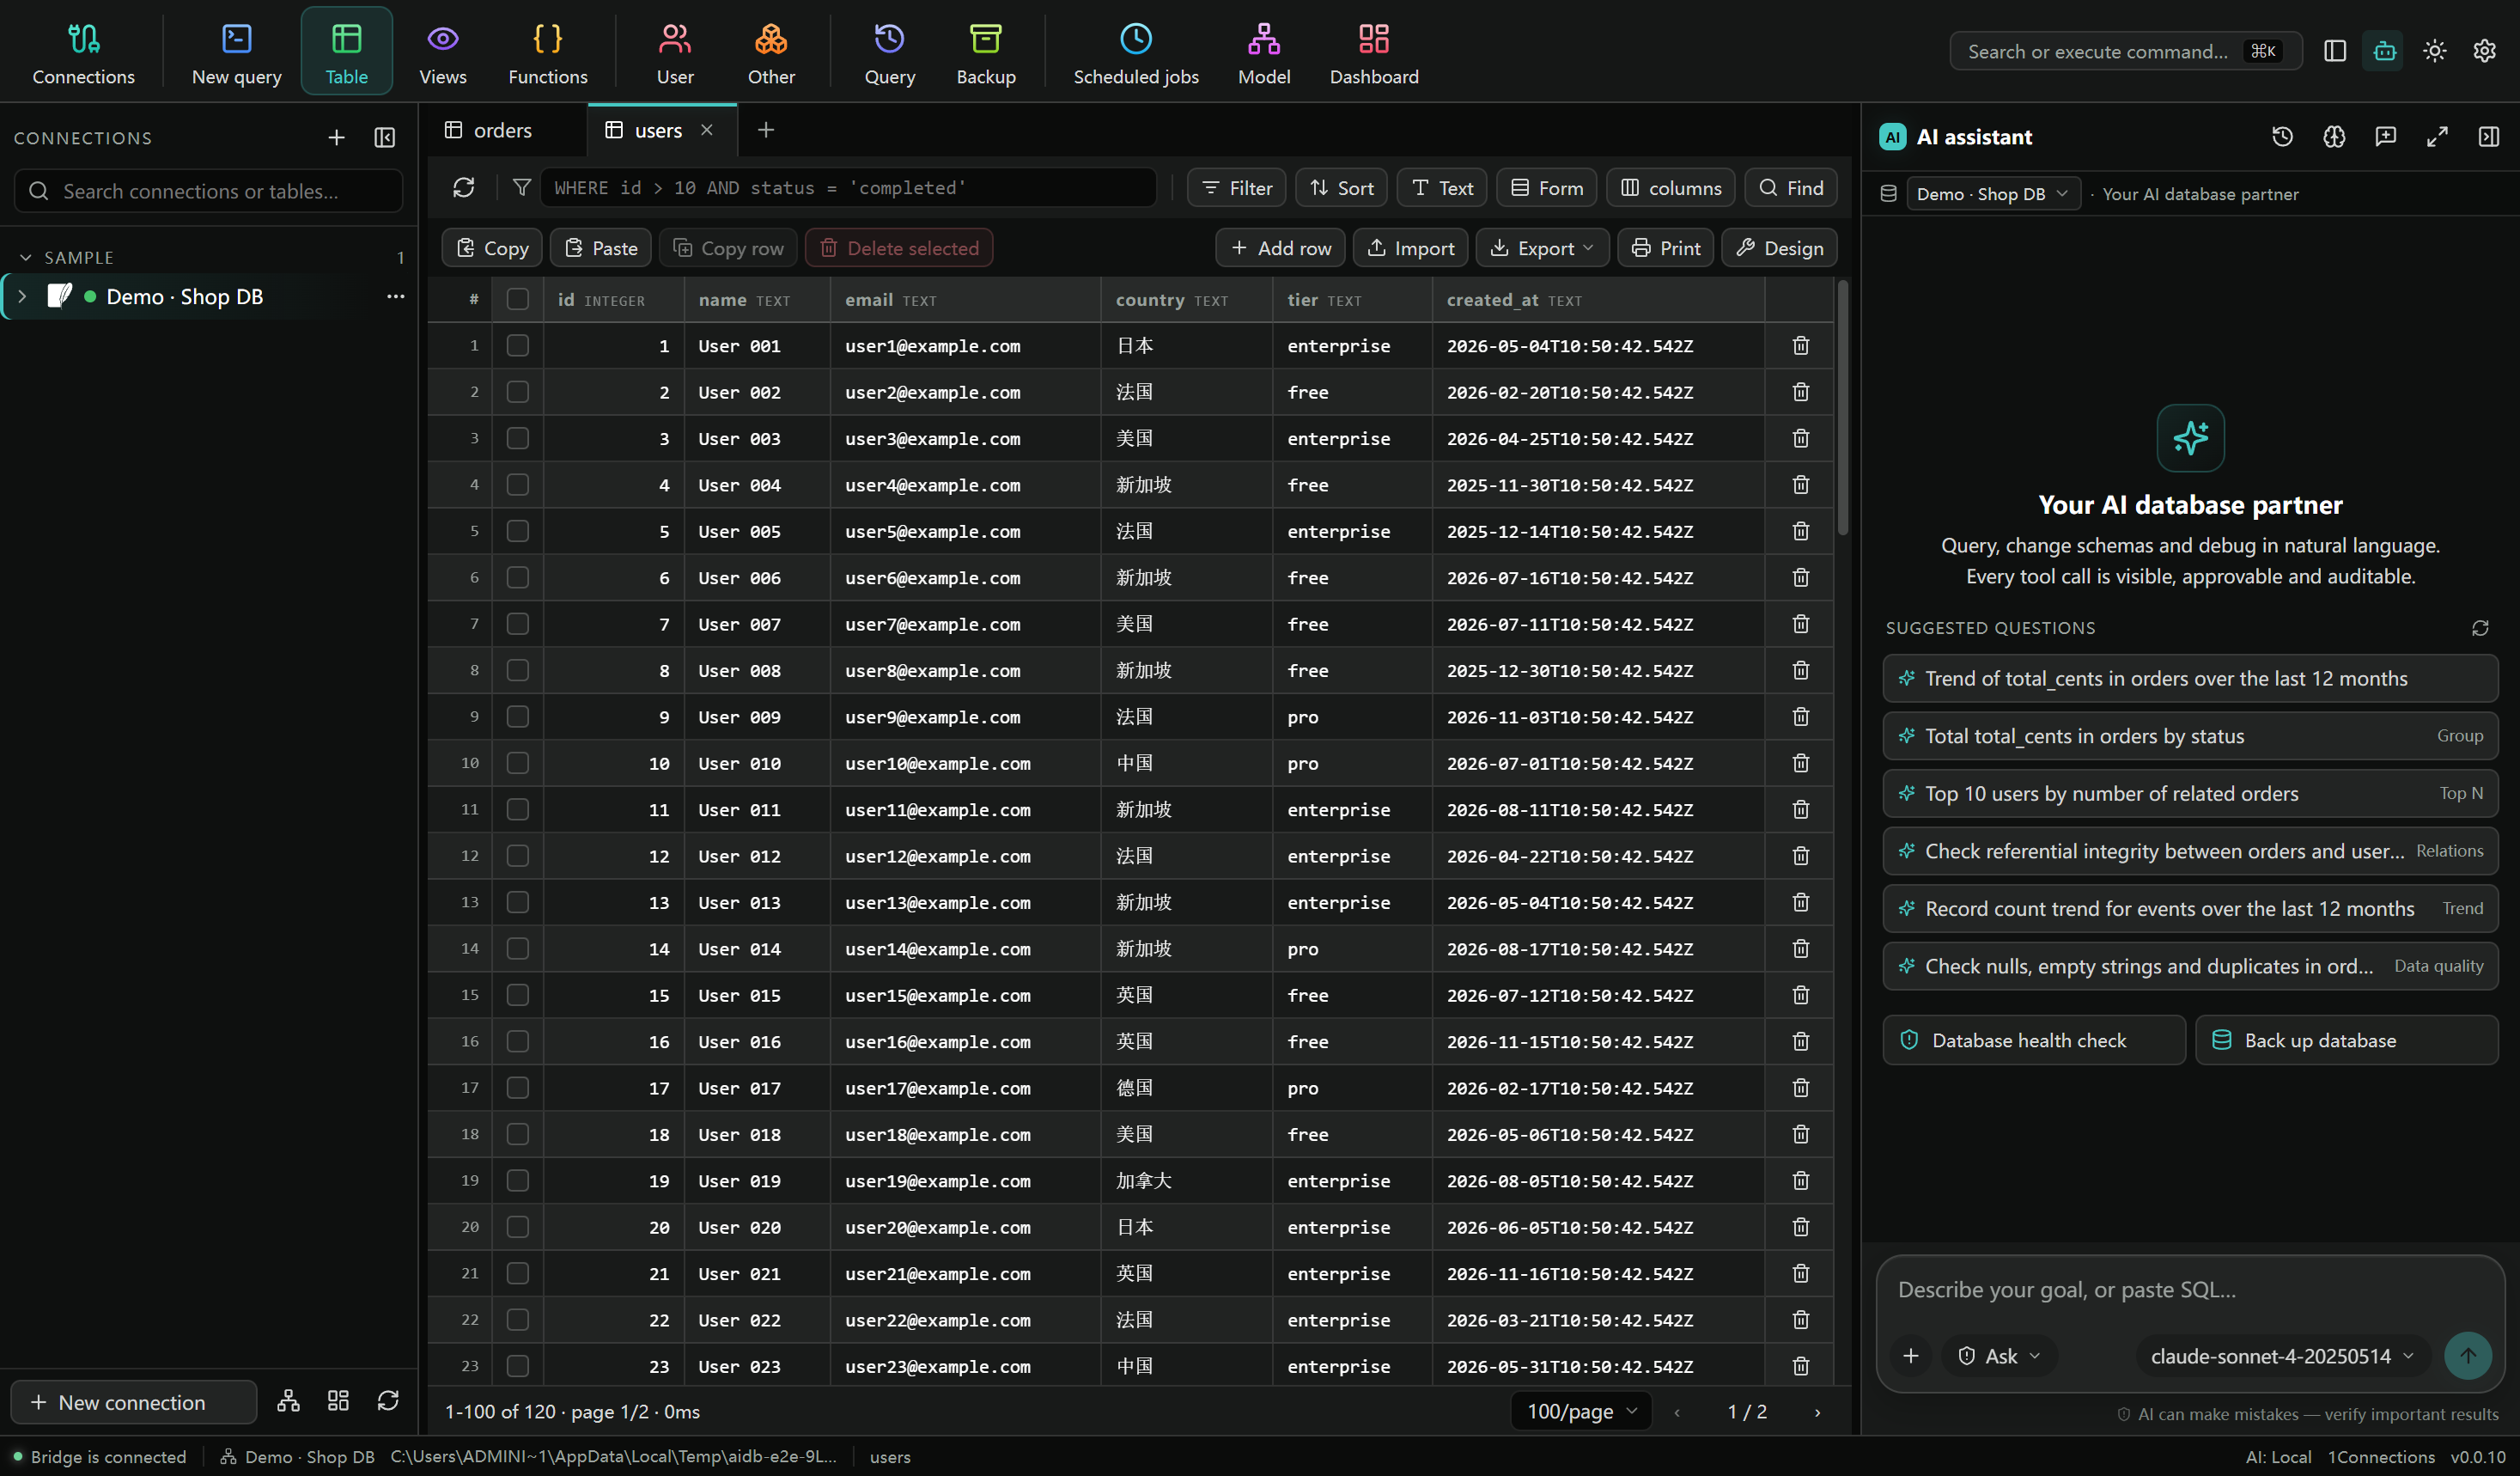 Connections
New query
Table
Views
Functions
User
Other
Query
Backup
Scheduled jobs
Model
Dashboard
Search or execute command... ⌘K
CONNECTIONS
Search connections or tables...
SAMPLE 1
Demo · Shop DB
New connection
orders
users
WHERE id > 10 AND status = 'completed'
Filter
Sort
Text
Form
columns
Find
Copy
Paste
Copy row
Delete selected
Add row
Import
Export
Print
Design
# id INTEGER name TEXT email TEXT country TEXT tier TEXT created_at TEXT
1 1 User 001 user1@example.com 日本 enterprise 2026-05-04T10:50:42.542Z
2 2 User 002 user2@example.com 法国 free 2026-02-20T10:50:42.542Z
3 3 User 003 user3@example.com 美国 enterprise 2026-04-25T10:50:42.542Z
4 4 User 004 user4@example.com 新加坡 free 2025-11-30T10:50:42.542Z
5 5 User 005 user5@example.com 法国 enterprise 2025-12-14T10:50:42.542Z
6 6 User 006 user6@example.com 新加坡 free 2026-07-16T10:50:42.542Z
7 7 User 007 user7@example.com 美国 free 2026-07-11T10:50:42.542Z
8 8 User 008 user8@example.com 新加坡 free 2025-12-30T10:50:42.542Z
9 9 User 009 user9@example.com 法国 pro 2026-11-03T10:50:42.542Z
10 10 User 010 user10@example.com 中国 pro 2026-07-01T10:50:42.542Z
11 11 User 011 user11@example.com 新加坡 enterprise 2026-08-11T10:50:42.542Z
12 12 User 012 user12@example.com 法国 enterprise 2026-04-22T10:50:42.542Z
13 13 User 013 user13@example.com 新加坡 enterprise 2026-05-04T10:50:42.542Z
14 14 User 014 user14@example.com 新加坡 pro 2026-08-17T10:50:42.542Z
15 15 User 015 user15@example.com 英国 free 2026-07-12T10:50:42.542Z
16 16 User 016 user16@example.com 英国 free 2026-11-15T10:50:42.542Z
17 17 User 017 user17@example.com 德国 pro 2026-02-17T10:50:42.542Z
18 18 User 018 user18@example.com 美国 free 2026-05-06T10:50:42.542Z
19 19 User 019 user19@example.com 加拿大 enterprise 2026-08-05T10:50:42.542Z
20 20 User 020 user20@example.com 日本 enterprise 2026-06-05T10:50:42.542Z
21 21 User 021 user21@example.com 英国 enterprise 2026-11-16T10:50:42.542Z
22 22 User 022 user22@example.com 法国 enterprise 2026-03-21T10:50:42.542Z
23 23 User 023 user23@example.com 中国 enterprise 2026-05-31T10:50:42.542Z
1-100 of 120 · page 1/2 · 0ms
100/page
‹ 1 / 2 ›
AI AI assistant
Demo · Shop DB · Your AI database partner
Your AI database partner
Query, change schemas and debug in natural language.
Every tool call is visible, approvable and auditable.
SUGGESTED QUESTIONS
Trend of total_cents in orders over the last 12 months
Total total_cents in orders by status Group
Top 10 users by number of related orders Top N
Check referential integrity between orders and user... Relations
Record count trend for events over the last 12 months Trend
Check nulls, empty strings and duplicates in ord... Data quality
Database health check
Back up database
Describe your goal, or paste SQL...
Ask
claude-sonnet-4-20250514
AI can make mistakes — verify important results
Bridge is connected
Demo · Shop DB
C:\Users\ADMINI~1\AppData\Local\Temp\aidb-e2e-9L...
users
AI: Local
1Connections
v0.0.10